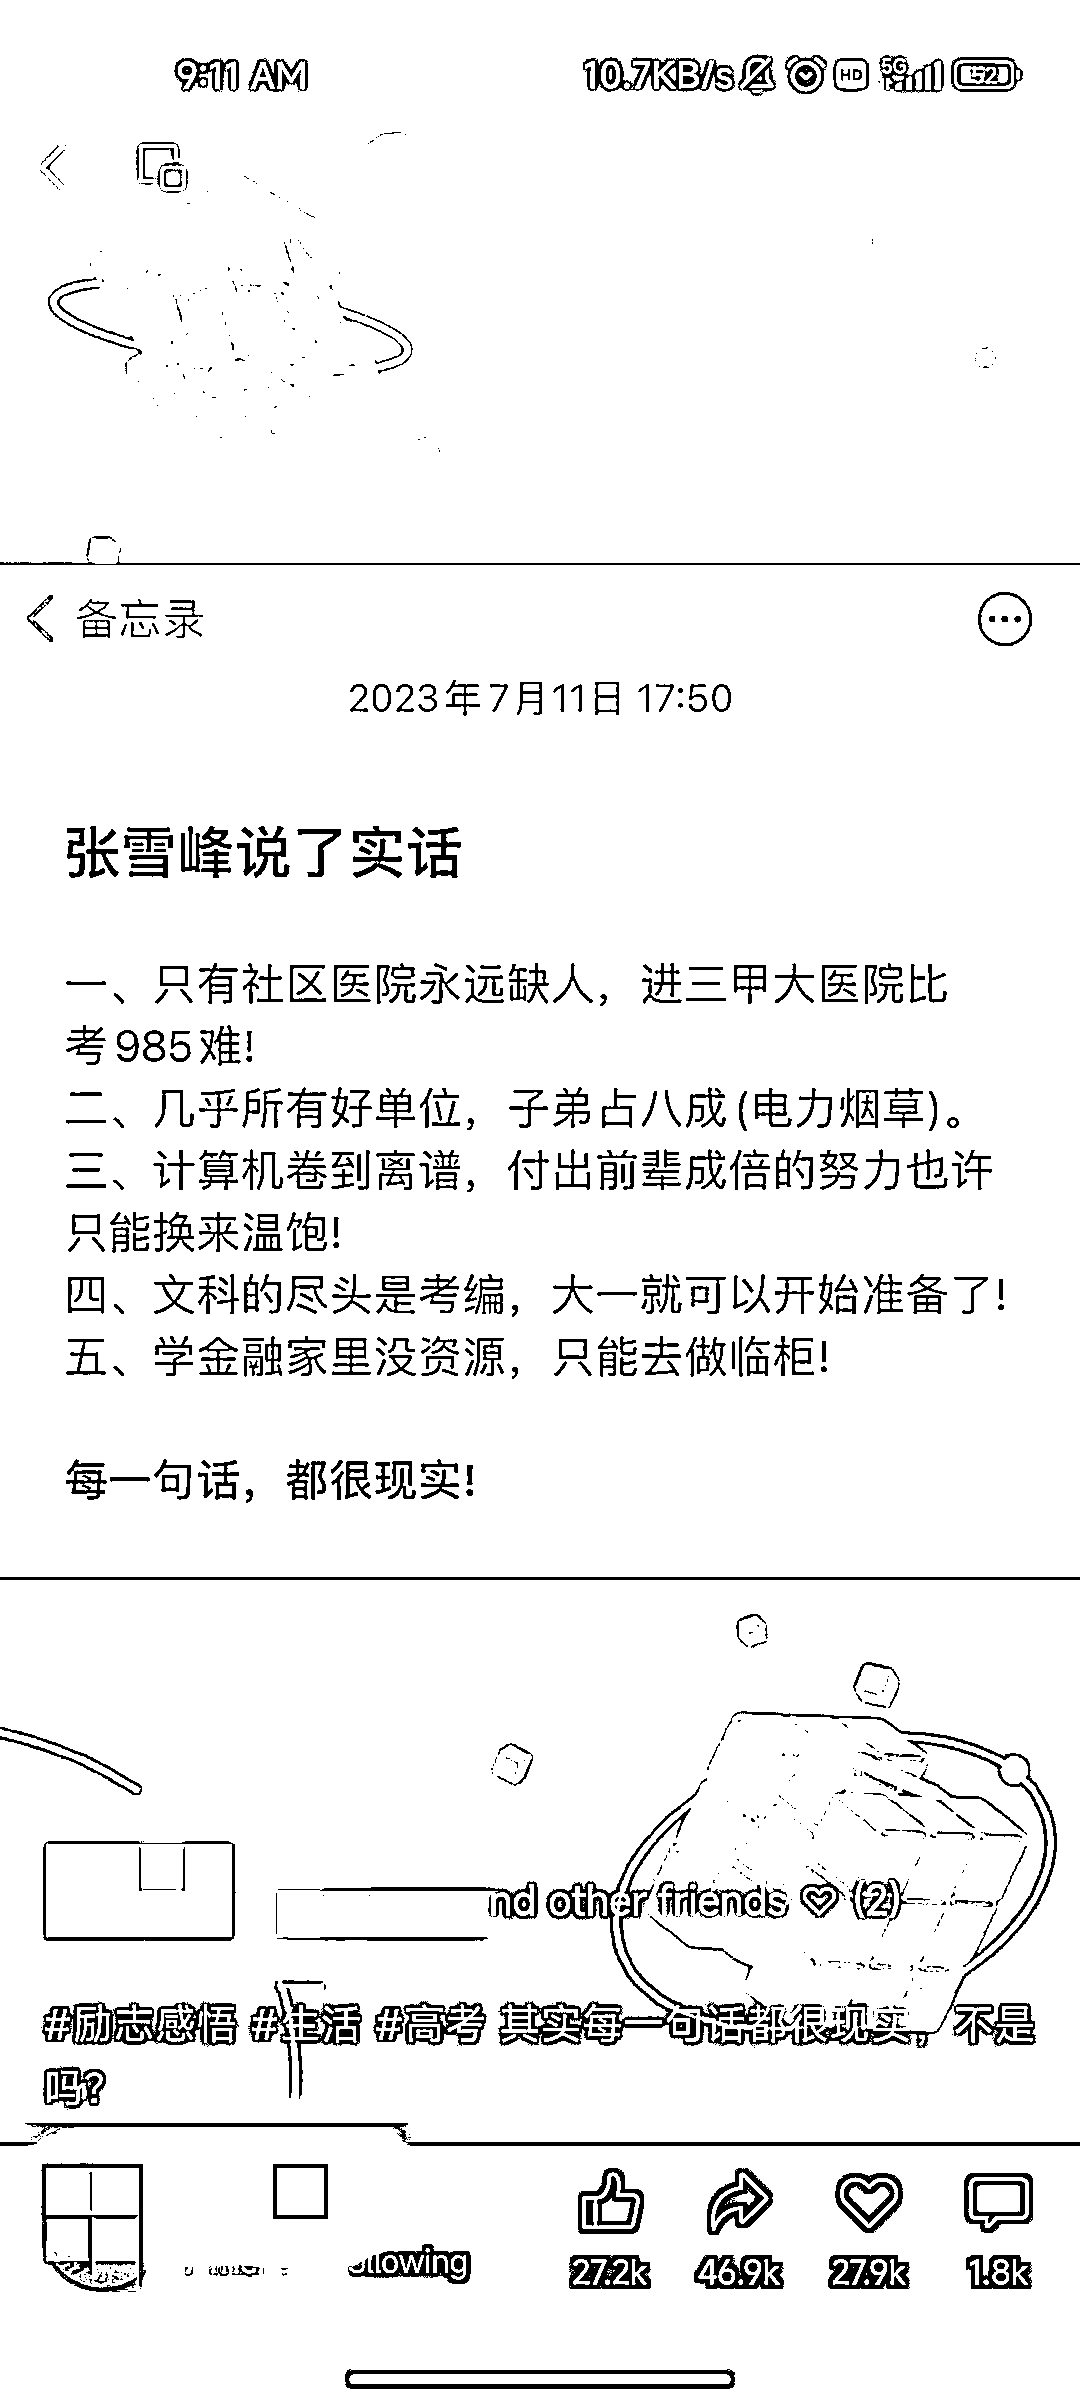 9:11 AM 10.7KB/s HD 5G 52
备忘录
2023年7月11日 17:50
张雪峰说了实话
一、只有社区医院永远缺人，进三甲大医院比
考985难!
二、几乎所有好单位，子弟占八成(电力烟草)。
三、计算机卷到离谱，付出前辈成倍的努力也许
只能换来温饱!
四、文科的尽头是考编，大一就可以开始准备了!
五、学金融家里没资源，只能去做临柜!
每一句话，都很现实!
nd other friends (2)
#励志感悟 #生活 #高考 其实每一句话都很现实，不是
吗?
llowing
27.2k 46.9k 27.9k 1.8k